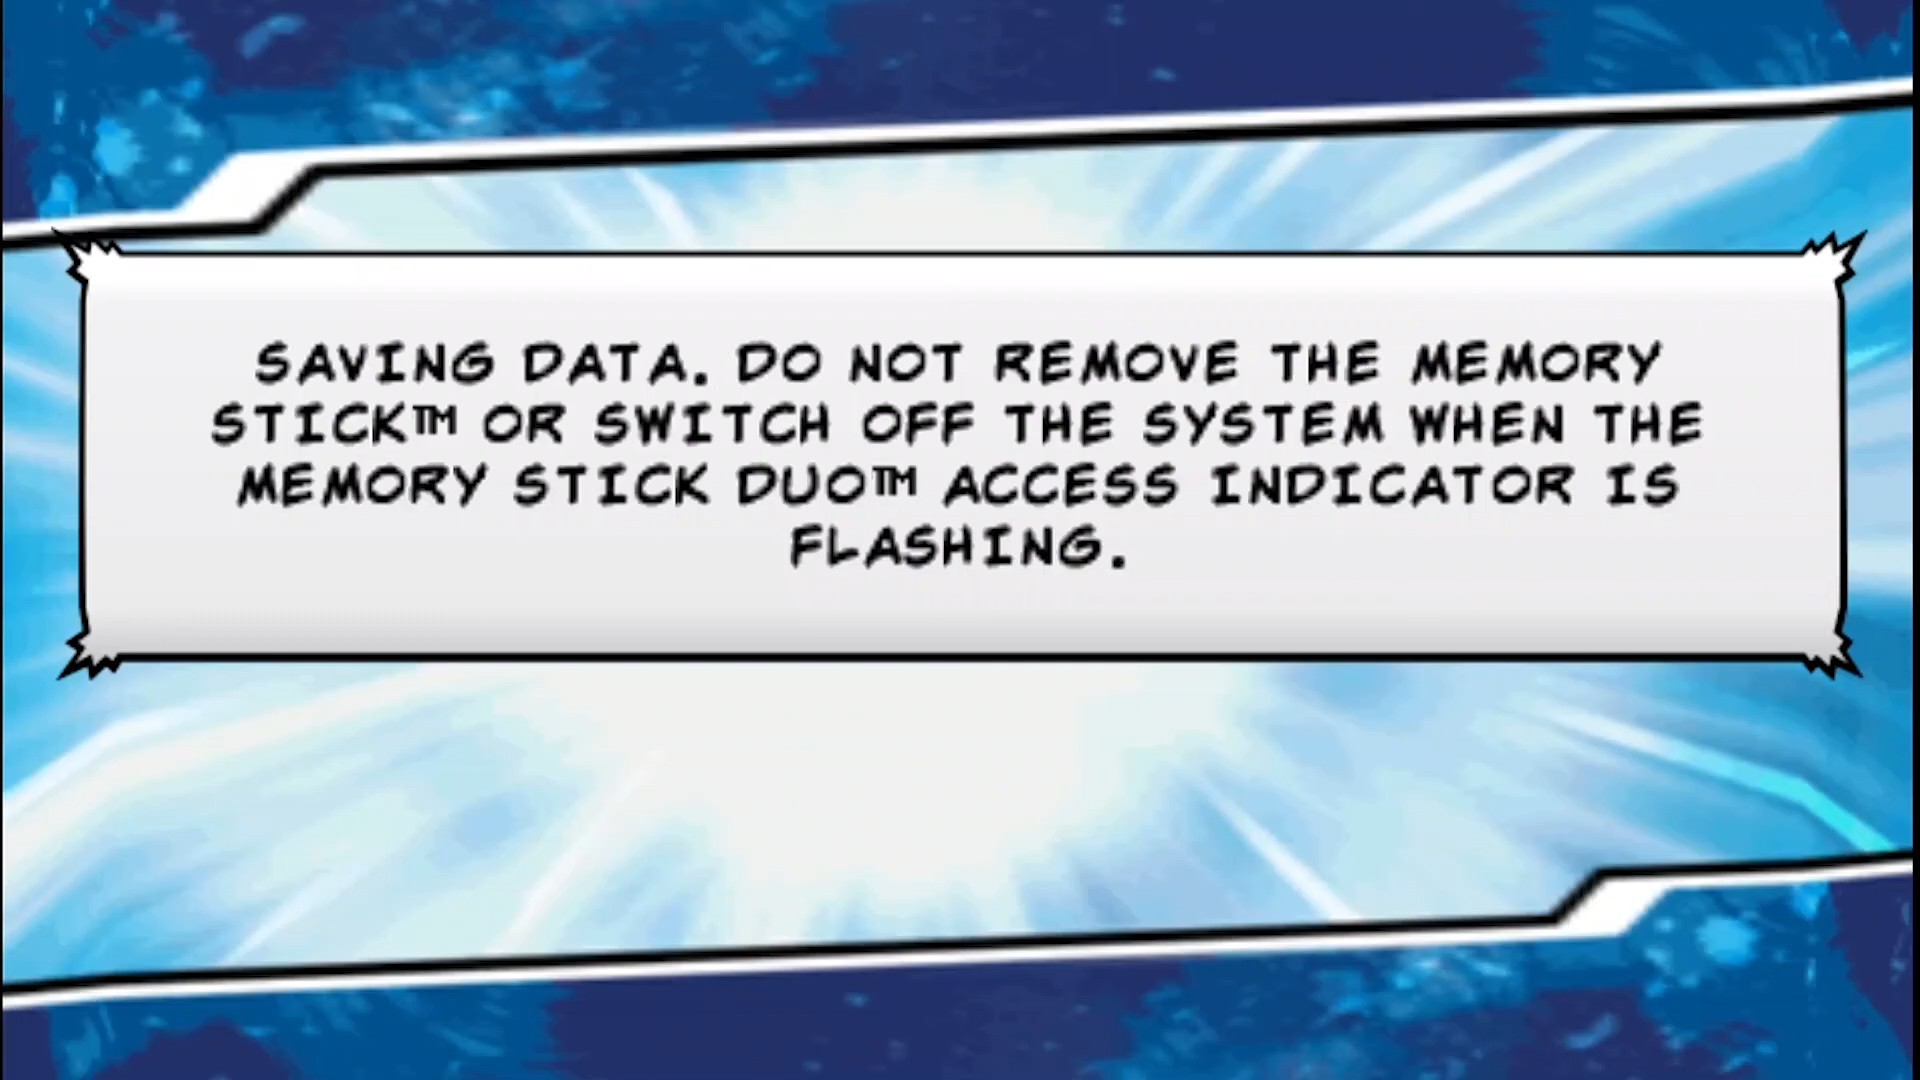 SAVING DATA. DO NOT REMOVE THE MEMORY
STICK™ OR SWITCH OFF THE SYSTEM WHEN THE
MEMORY STICK DUO™ ACCESS INDICATOR IS
FLASHING.